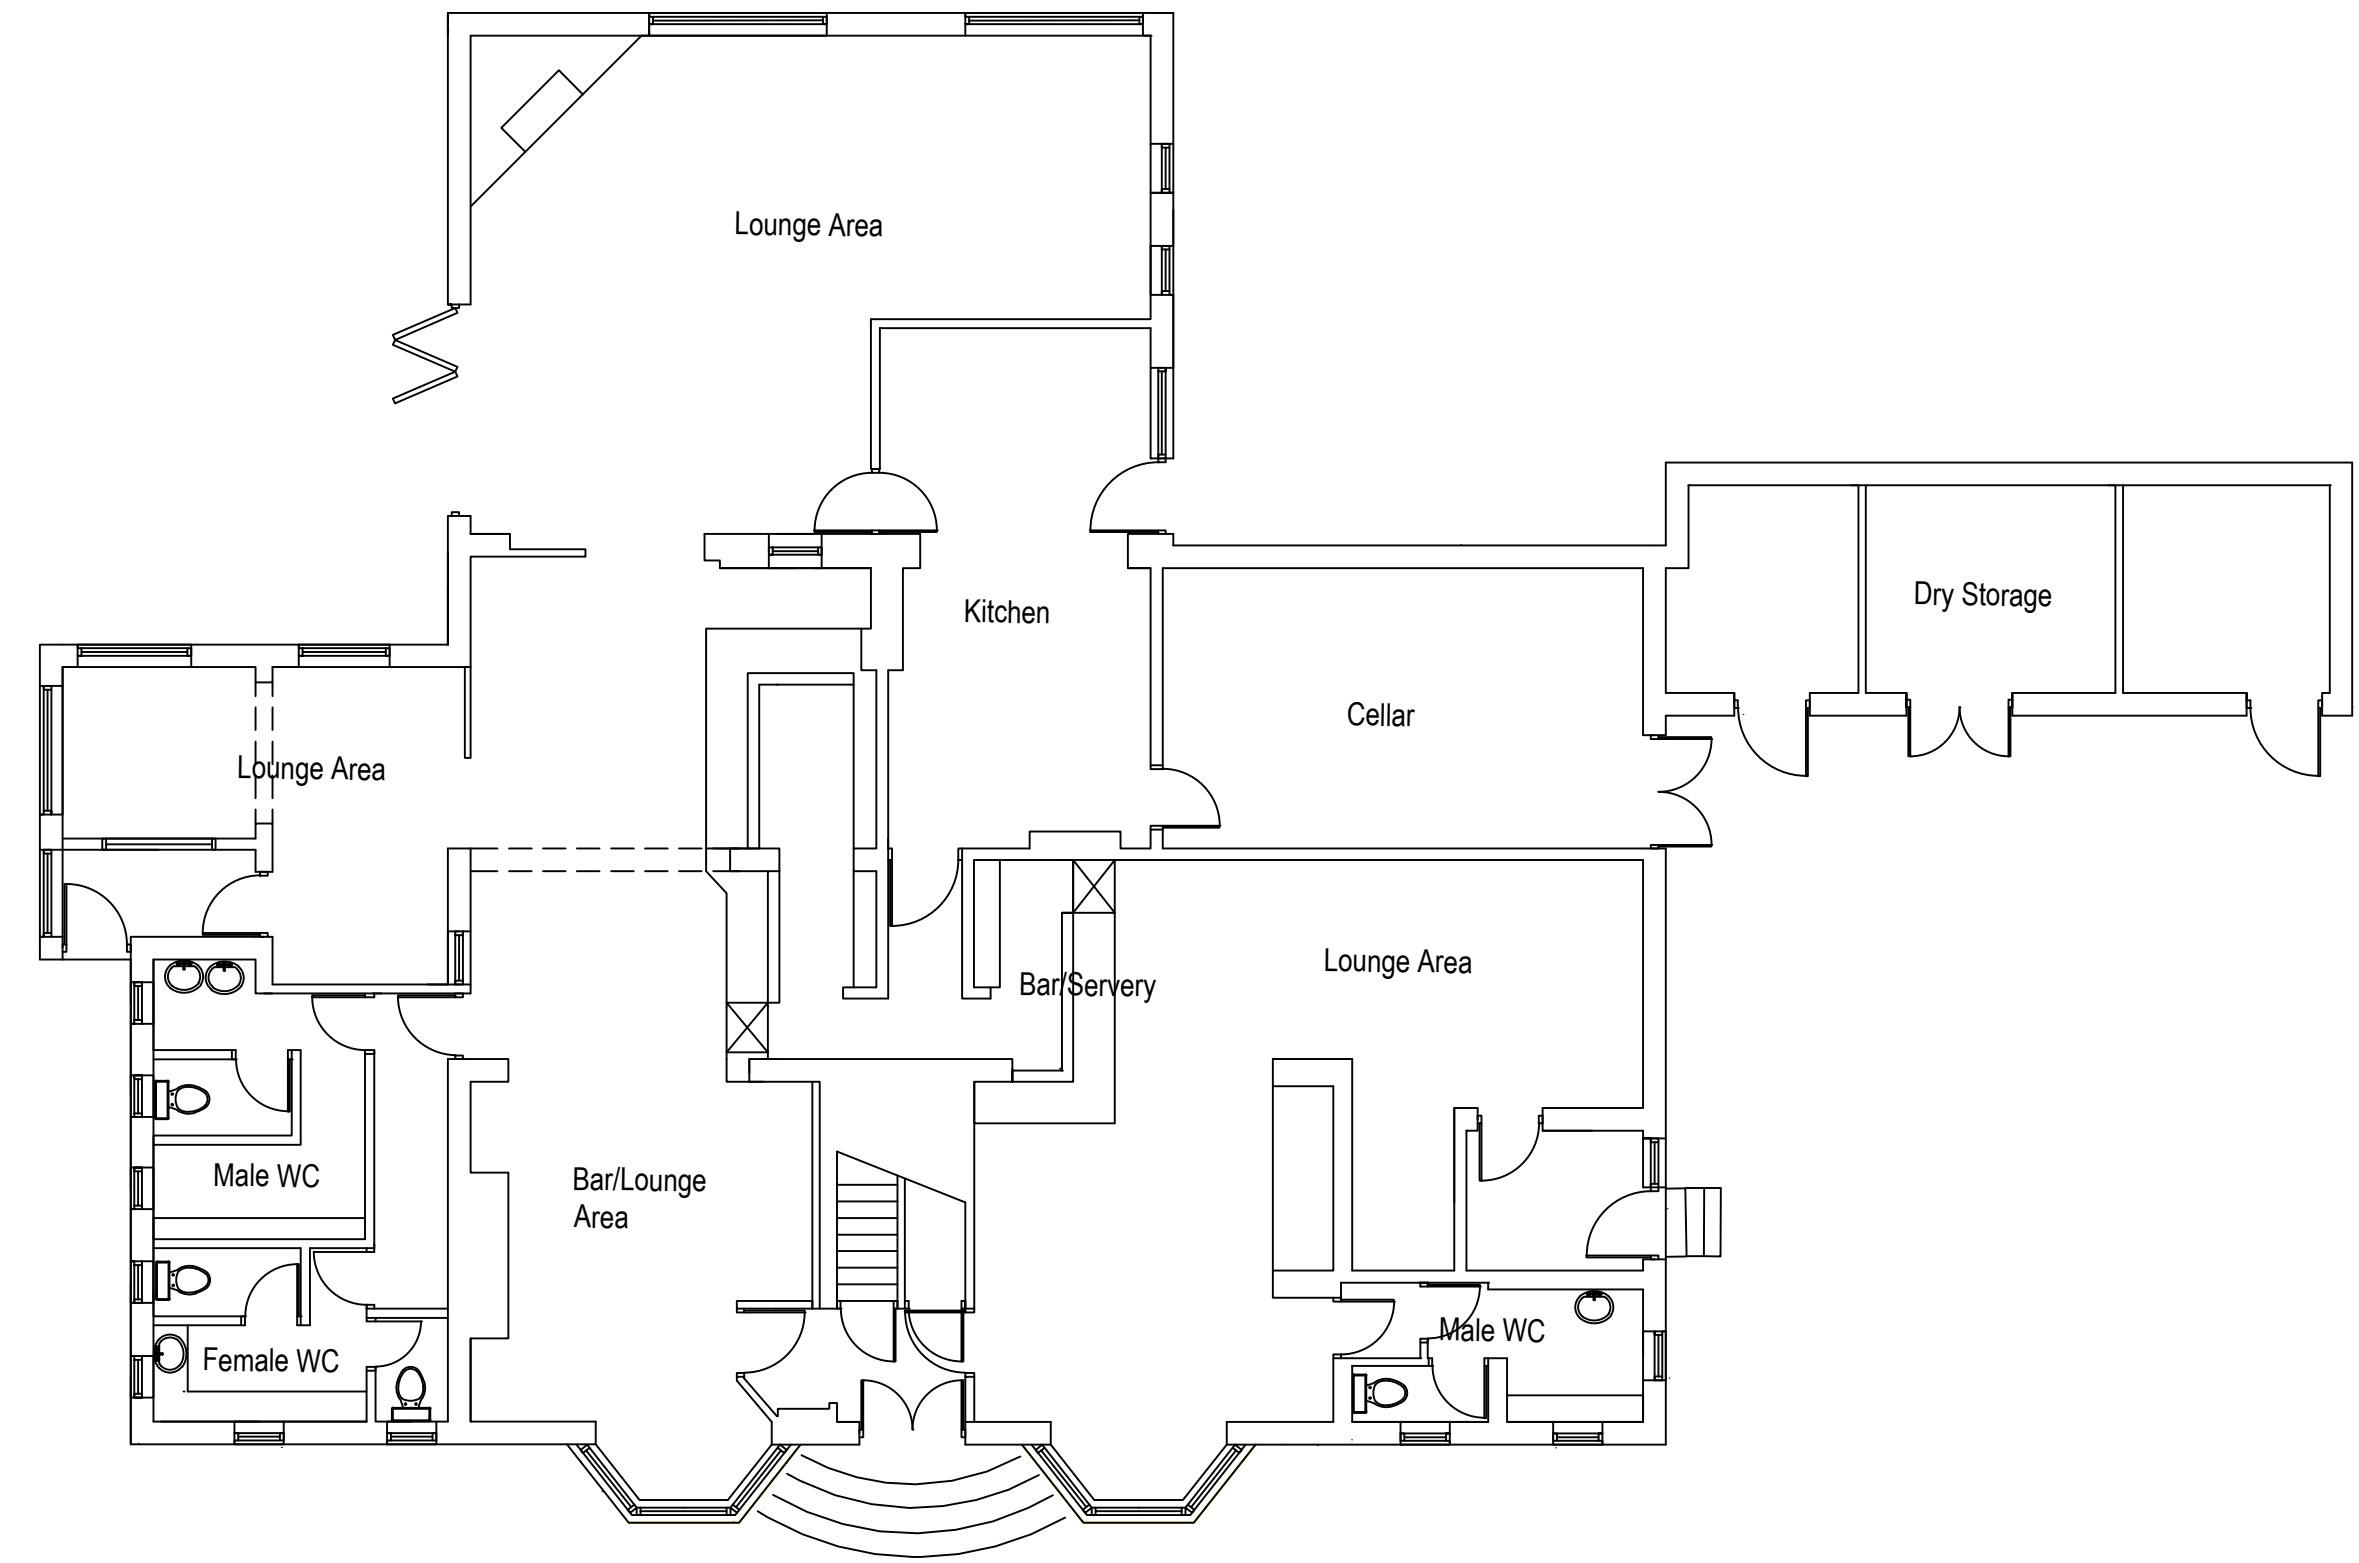 Lounge Area
Kitchen
Dry Storage
Cellar
Lounge Area
Lounge Area
Bar/Servery
Male WC
Bar/Lounge
Area
Male WC
Female WC